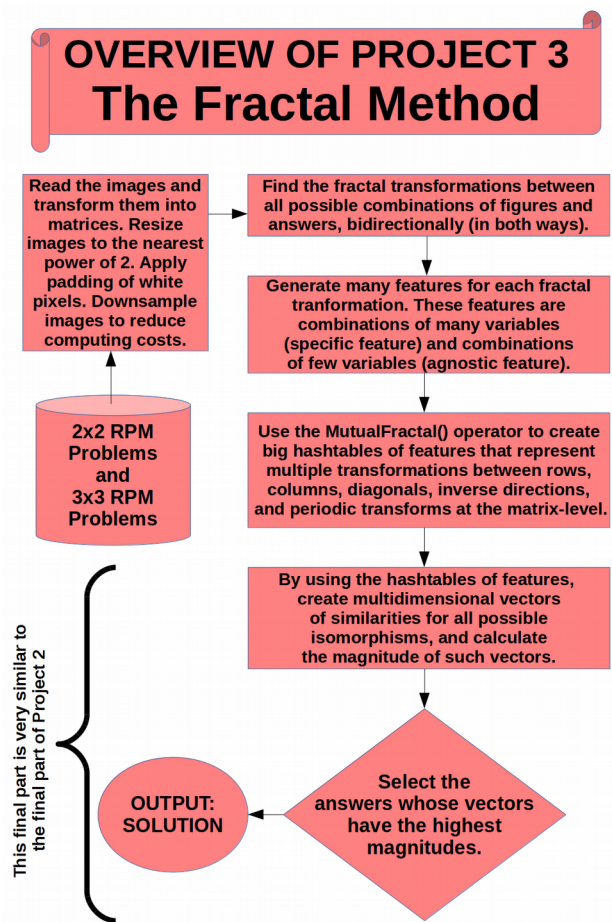 OVERVIEW OF PROJECT 3
The Fractal Method
Read the images and
transform them into
matrices. Resize
images to the nearest
power of 2. Apply
padding of white
pixels. Downsample
images to reduce
computing costs.
Find the fractal transformations between
all possible combinations of figures and
answers, bidirectionally (in both ways).
Generate many features for each fractal
tranformation. These features are
combinations of many variables
(specific feature) and combinations
of few variables (agnostic feature).
2x2 RPM
Problems
and
3x3 RPM
Problems
Use the MutualFractal() operator to create
big hashtables of features that represent
multiple transformations between rows,
columns, diagonals, inverse directions,
and periodic transforms at the matrix-level.
By using the hashtables of features,
create multidimensional vectors
of similarities for all possible
isomorphisms, and calculate
the magnitude of such vectors.
This final part is very similar to
the final part of Project 2
Select the
answers whose vectors
have the highest
magnitudes.
OUTPUT:
SOLUTION